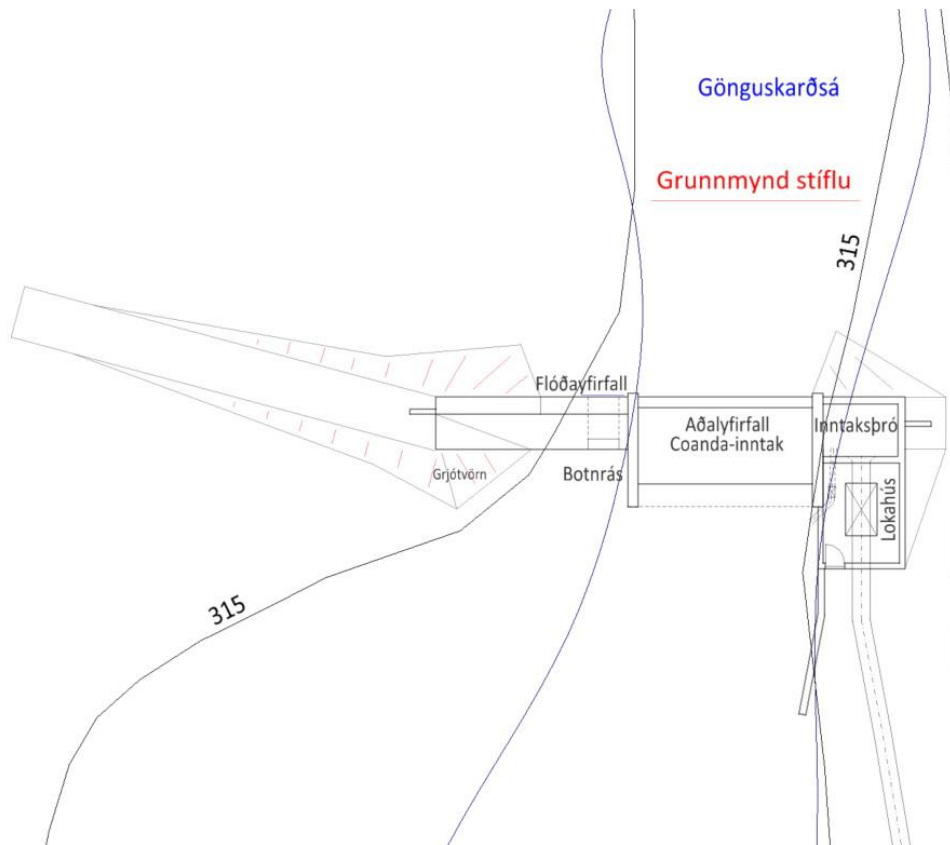 Gönguskarðsá
Grunnmynd stíflu
315
Flóðayfirfall
Aðalyfirfall
Coanda-inntak
Inntaksþró
Grjótvörn
Botnrás
Lokahús
315